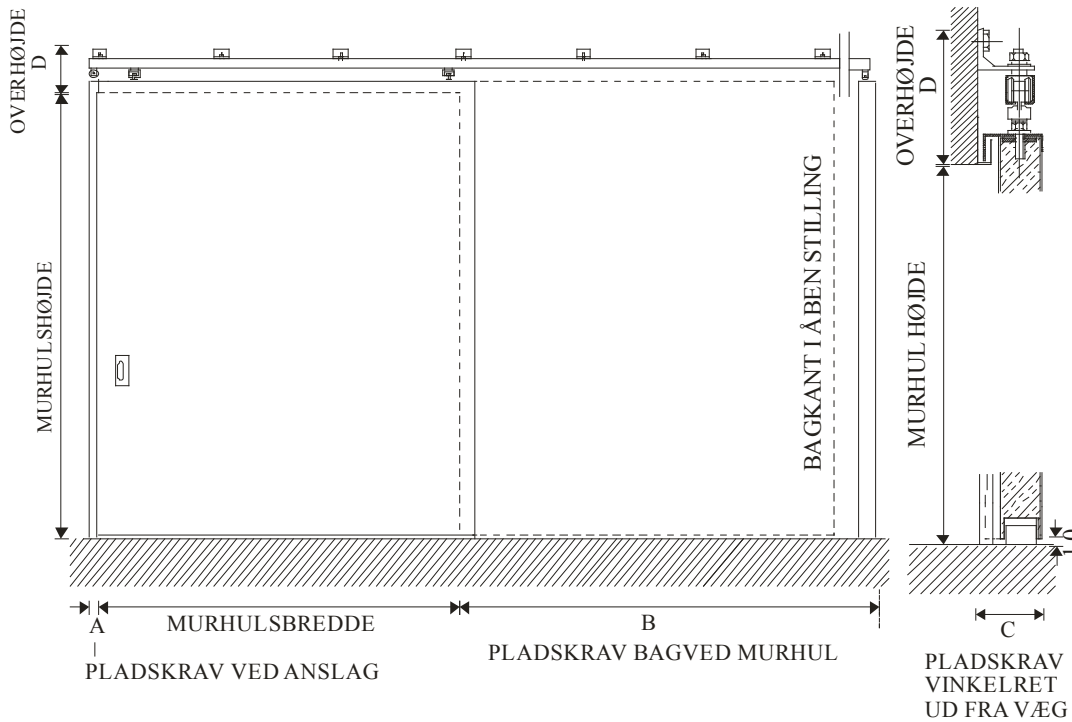 OVERHØJDE
D
MURHULSHØJDE
BAGKANT I ÅBEN STILLING
A
MURHULSBREDDE
B
PLADSKRAV VED ANSLAG
PLADSKRAV BAGVED MURHUL
OVERHØJDE
D
MURHUL HØJDE
10
C
PLADSKRAV
VINKELRET
UD FRA VÆG